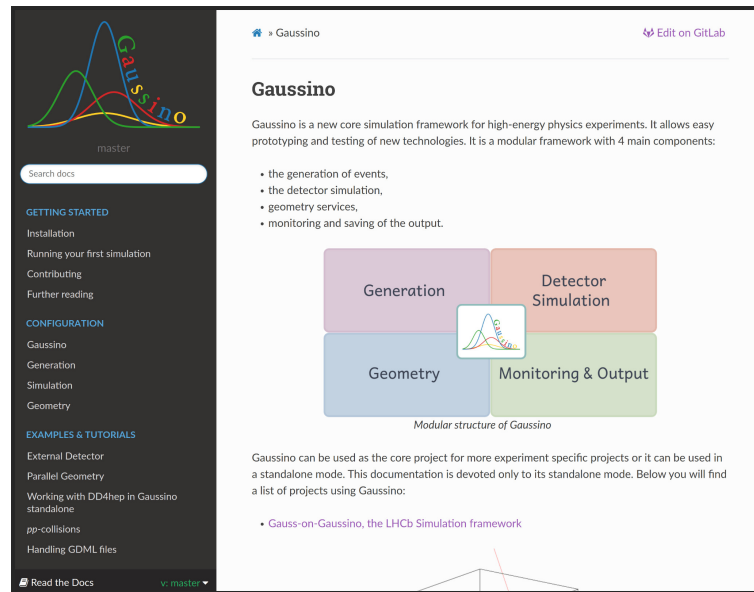 Gaussino
master
Search docs
GETTING STARTED
Installation
Running your first simulation
Contributing
Further reading
CONFIGURATION
Gaussino
Generation
Simulation
Geometry
EXAMPLES & TUTORIALS
External Detector
Parallel Geometry
Working with DD4hep in Gaussino
standalone
pp-collisions
Handling GDML files
Read the Docs
v: master
» Gaussino
Edit on GitLab
Gaussino
Gaussino is a new core simulation framework for high-energy physics experiments. It allows easy
prototyping and testing of new technologies. It is a modular framework with 4 main components:
• the generation of events,
• the detector simulation,
• geometry services,
• monitoring and saving of the output.
Generation
Detector
Simulation
Gaussino
Geometry
Monitoring & Output
Modular structure of Gaussino
Gaussino can be used as the core project for more experiment specific projects or it can be used in
a standalone mode. This documentation is devoted only to its standalone mode. Below you will find
a list of projects using Gaussino:
• Gauss-on-Gaussino, the LHCb Simulation framework